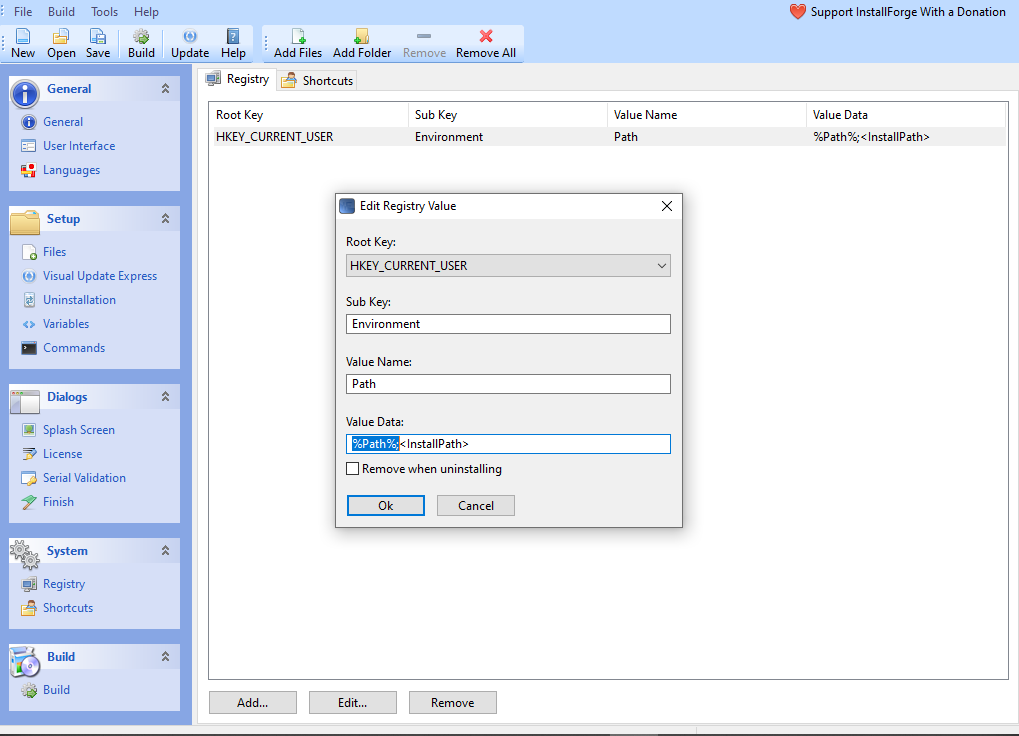 File Build Tools Help
Support InstallForge With a Donation
New Open Save Build Update Help Add Files Add Folder Remove Remove All
General
General
User Interface
Languages
Setup
Files
Visual Update Express
Uninstallation
Variables
Commands
Dialogs
Splash Screen
License
Serial Validation
Finish
System
Registry
Shortcuts
Build
Build
Registry Shortcuts
Root Key Sub Key Value Name Value Data
HKEY_CURRENT_USER Environment Path %Path%;<InstallPath>
Edit Registry Value
Root Key:
HKEY_CURRENT_USER
Sub Key:
Environment
Value Name:
Path
Value Data:
%Path%;<InstallPath>
Remove when uninstalling
Ok Cancel
Add... Edit... Remove